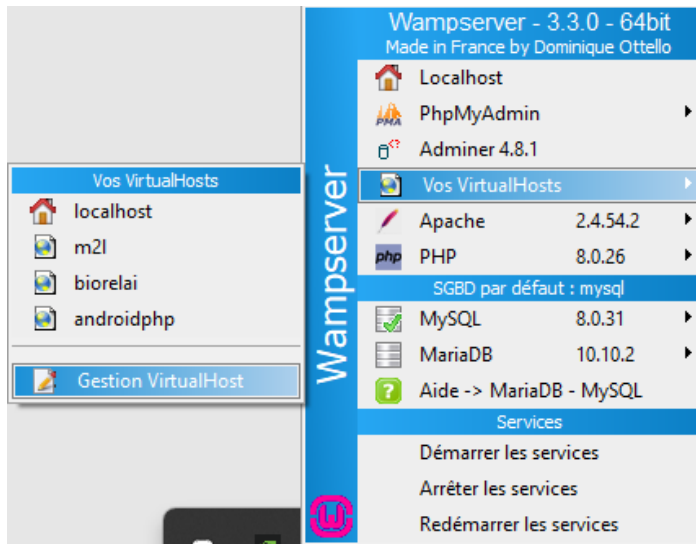 Wampserver - 3.3.0 - 64bit
Made in France by Dominique Ottello
Localhost
PhpMyAdmin
Adminer 4.8.1
Vos VirtualHosts
Apache 2.4.54.2
PHP 8.0.26
SGBD par défaut : mysql
MySQL 8.0.31
MariaDB 10.10.2
Aide -> MariaDB - MySQL
Services
Démarrer les services
Arrêter les services
Redémarrer les services
Wampserver
Vos VirtualHosts
localhost
m2l
biorelai
androidphp
Gestion VirtualHost
PMA
php